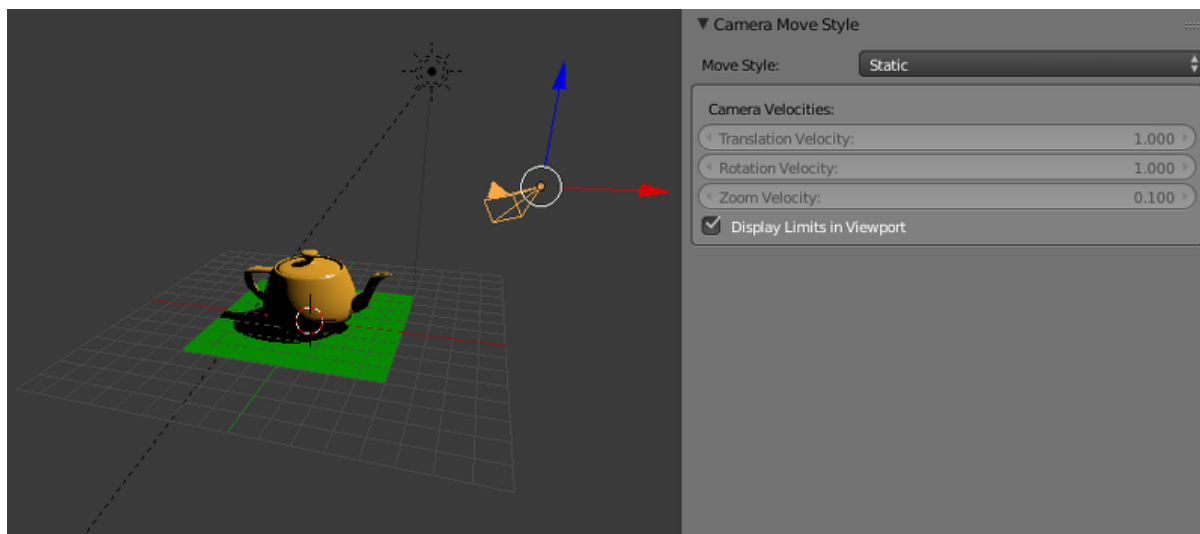 Camera Move Style
Move Style: Static
Camera Velocities:
Translation Velocity: 1.000
Rotation Velocity: 1.000
Zoom Velocity: 0.100
Display Limits in Viewport